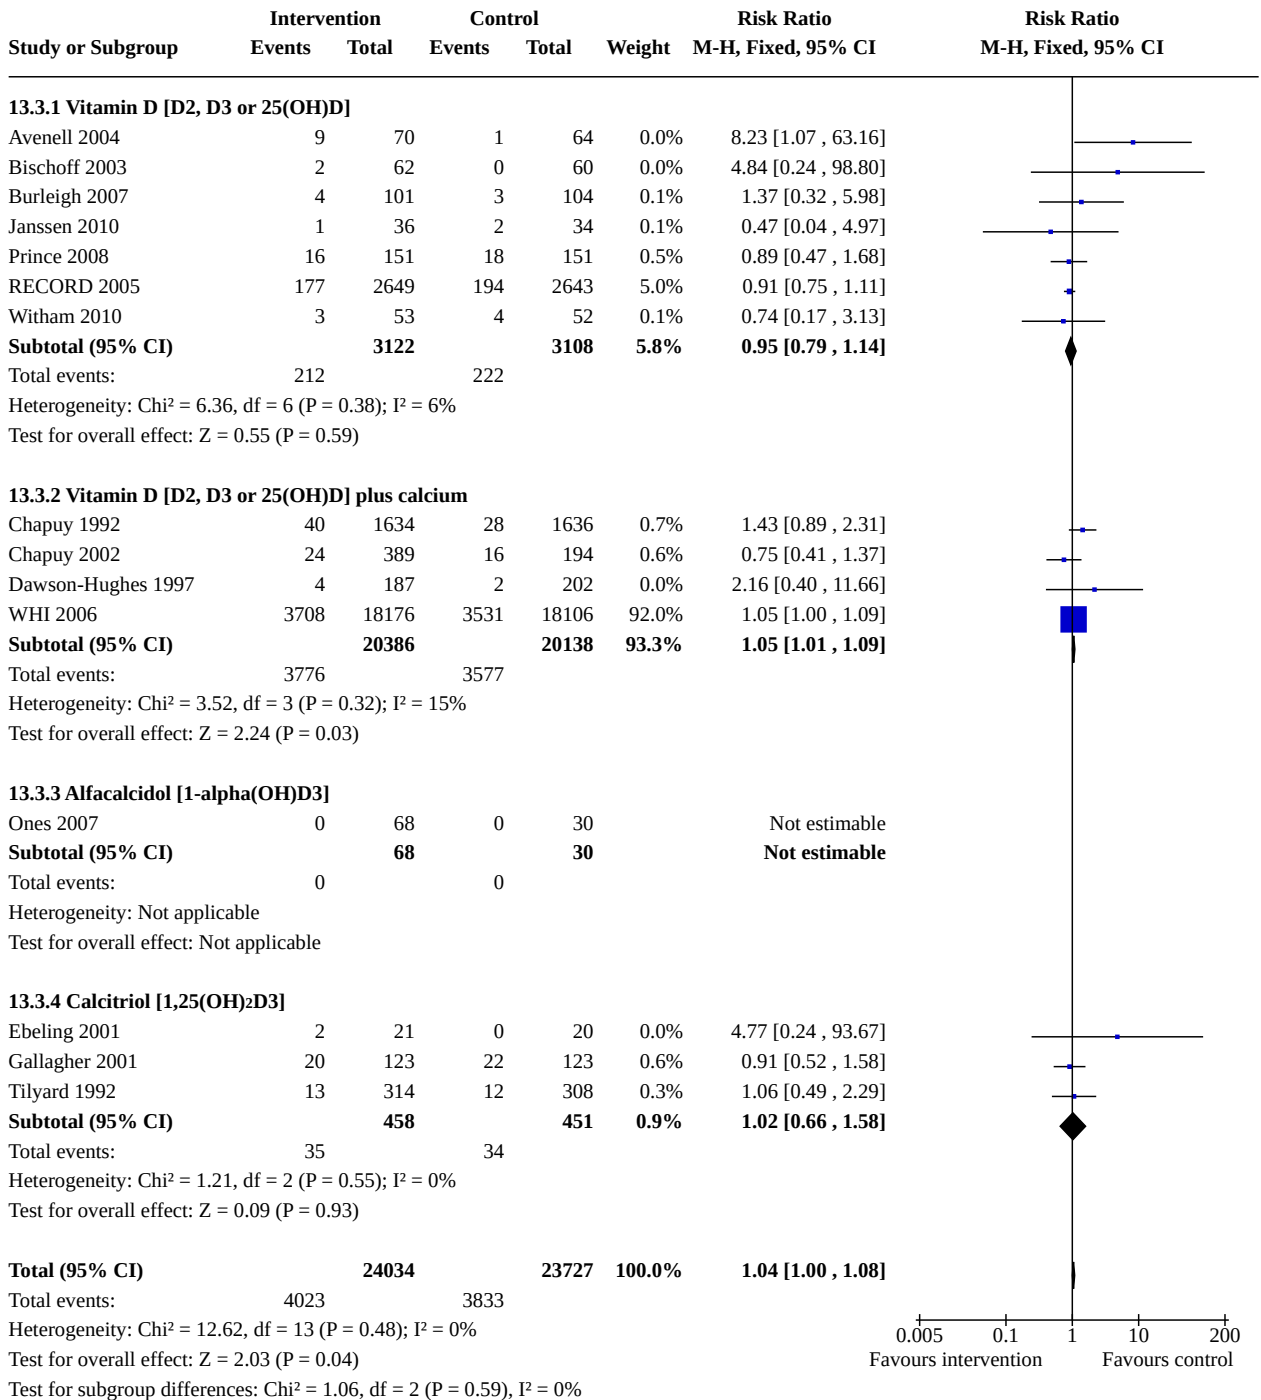 Intervention Control Risk Ratio Risk Ratio
Study or Subgroup Events Total Events Total Weight M-H, Fixed, 95% CI M-H, Fixed, 95% CI
13.3.1 Vitamin D [D2, D3 or 25(OH)D]
Avenell 2004 9 70 1 64 0.0% 8.23 [1.07 , 63.16]
Bischoff 2003 2 62 0 60 0.0% 4.84 [0.24 , 98.80]
Burleigh 2007 4 101 3 104 0.1% 1.37 [0.32 , 5.98]
Janssen 2010 1 36 2 34 0.1% 0.47 [0.04 , 4.97]
Prince 2008 16 151 18 151 0.5% 0.89 [0.47 , 1.68]
RECORD 2005 177 2649 194 2643 5.0% 0.91 [0.75 , 1.11]
Witham 2010 3 53 4 52 0.1% 0.74 [0.17 , 3.13]
Subtotal (95% CI) 3122 3108 5.8% 0.95 [0.79 , 1.14]
Total events: 212 222
Heterogeneity: Chi² = 6.36, df = 6 (P = 0.38); I² = 6%
Test for overall effect: Z = 0.55 (P = 0.59)
13.3.2 Vitamin D [D2, D3 or 25(OH)D] plus calcium
Chapuy 1992 40 1634 28 1636 0.7% 1.43 [0.89 , 2.31]
Chapuy 2002 24 389 16 194 0.6% 0.75 [0.41 , 1.37]
Dawson-Hughes 1997 4 187 2 202 0.0% 2.16 [0.40 , 11.66]
WHI 2006 3708 18176 3531 18106 92.0% 1.05 [1.00 , 1.09]
Subtotal (95% CI) 20386 20138 93.3% 1.05 [1.01 , 1.09]
Total events: 3776 3577
Heterogeneity: Chi² = 3.52, df = 3 (P = 0.32); I² = 15%
Test for overall effect: Z = 2.24 (P = 0.03)
13.3.3 Alfacalcidol [1-alpha(OH)D3]
Ones 2007 0 68 0 30 Not estimable
Subtotal (95% CI) 68 30 Not estimable
Total events: 0 0
Heterogeneity: Not applicable
Test for overall effect: Not applicable
13.3.4 Calcitriol [1,25(OH)₂D3]
Ebeling 2001 2 21 0 20 0.0% 4.77 [0.24 , 93.67]
Gallagher 2001 20 123 22 123 0.6% 0.91 [0.52 , 1.58]
Tilyard 1992 13 314 12 308 0.3% 1.06 [0.49 , 2.29]
Subtotal (95% CI) 458 451 0.9% 1.02 [0.66 , 1.58]
Total events: 35 34
Heterogeneity: Chi² = 1.21, df = 2 (P = 0.55); I² = 0%
Test for overall effect: Z = 0.09 (P = 0.93)
Total (95% CI) 24034 23727 100.0% 1.04 [1.00 , 1.08]
Total events: 4023 3833
Heterogeneity: Chi² = 12.62, df = 13 (P = 0.48); I² = 0%
0.005 0.1 1 10 200
Test for overall effect: Z = 2.03 (P = 0.04)
Favours intervention Favours control
Test for subgroup differences: Chi² = 1.06, df = 2 (P = 0.59), I² = 0%